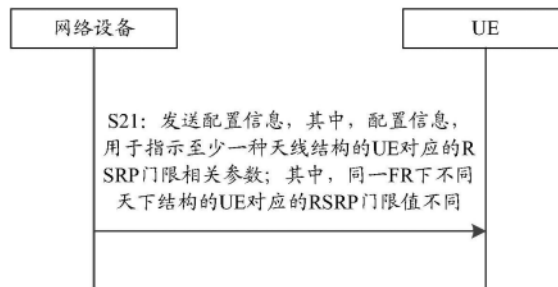 网络设备
UE
S21：发送配置信息，其中，配置信息，
用于指示至少一种天线结构的UE对应的R
SRP门限相关参数；其中，同一FR下不同
天下结构的UE对应的RSRP门限值不同